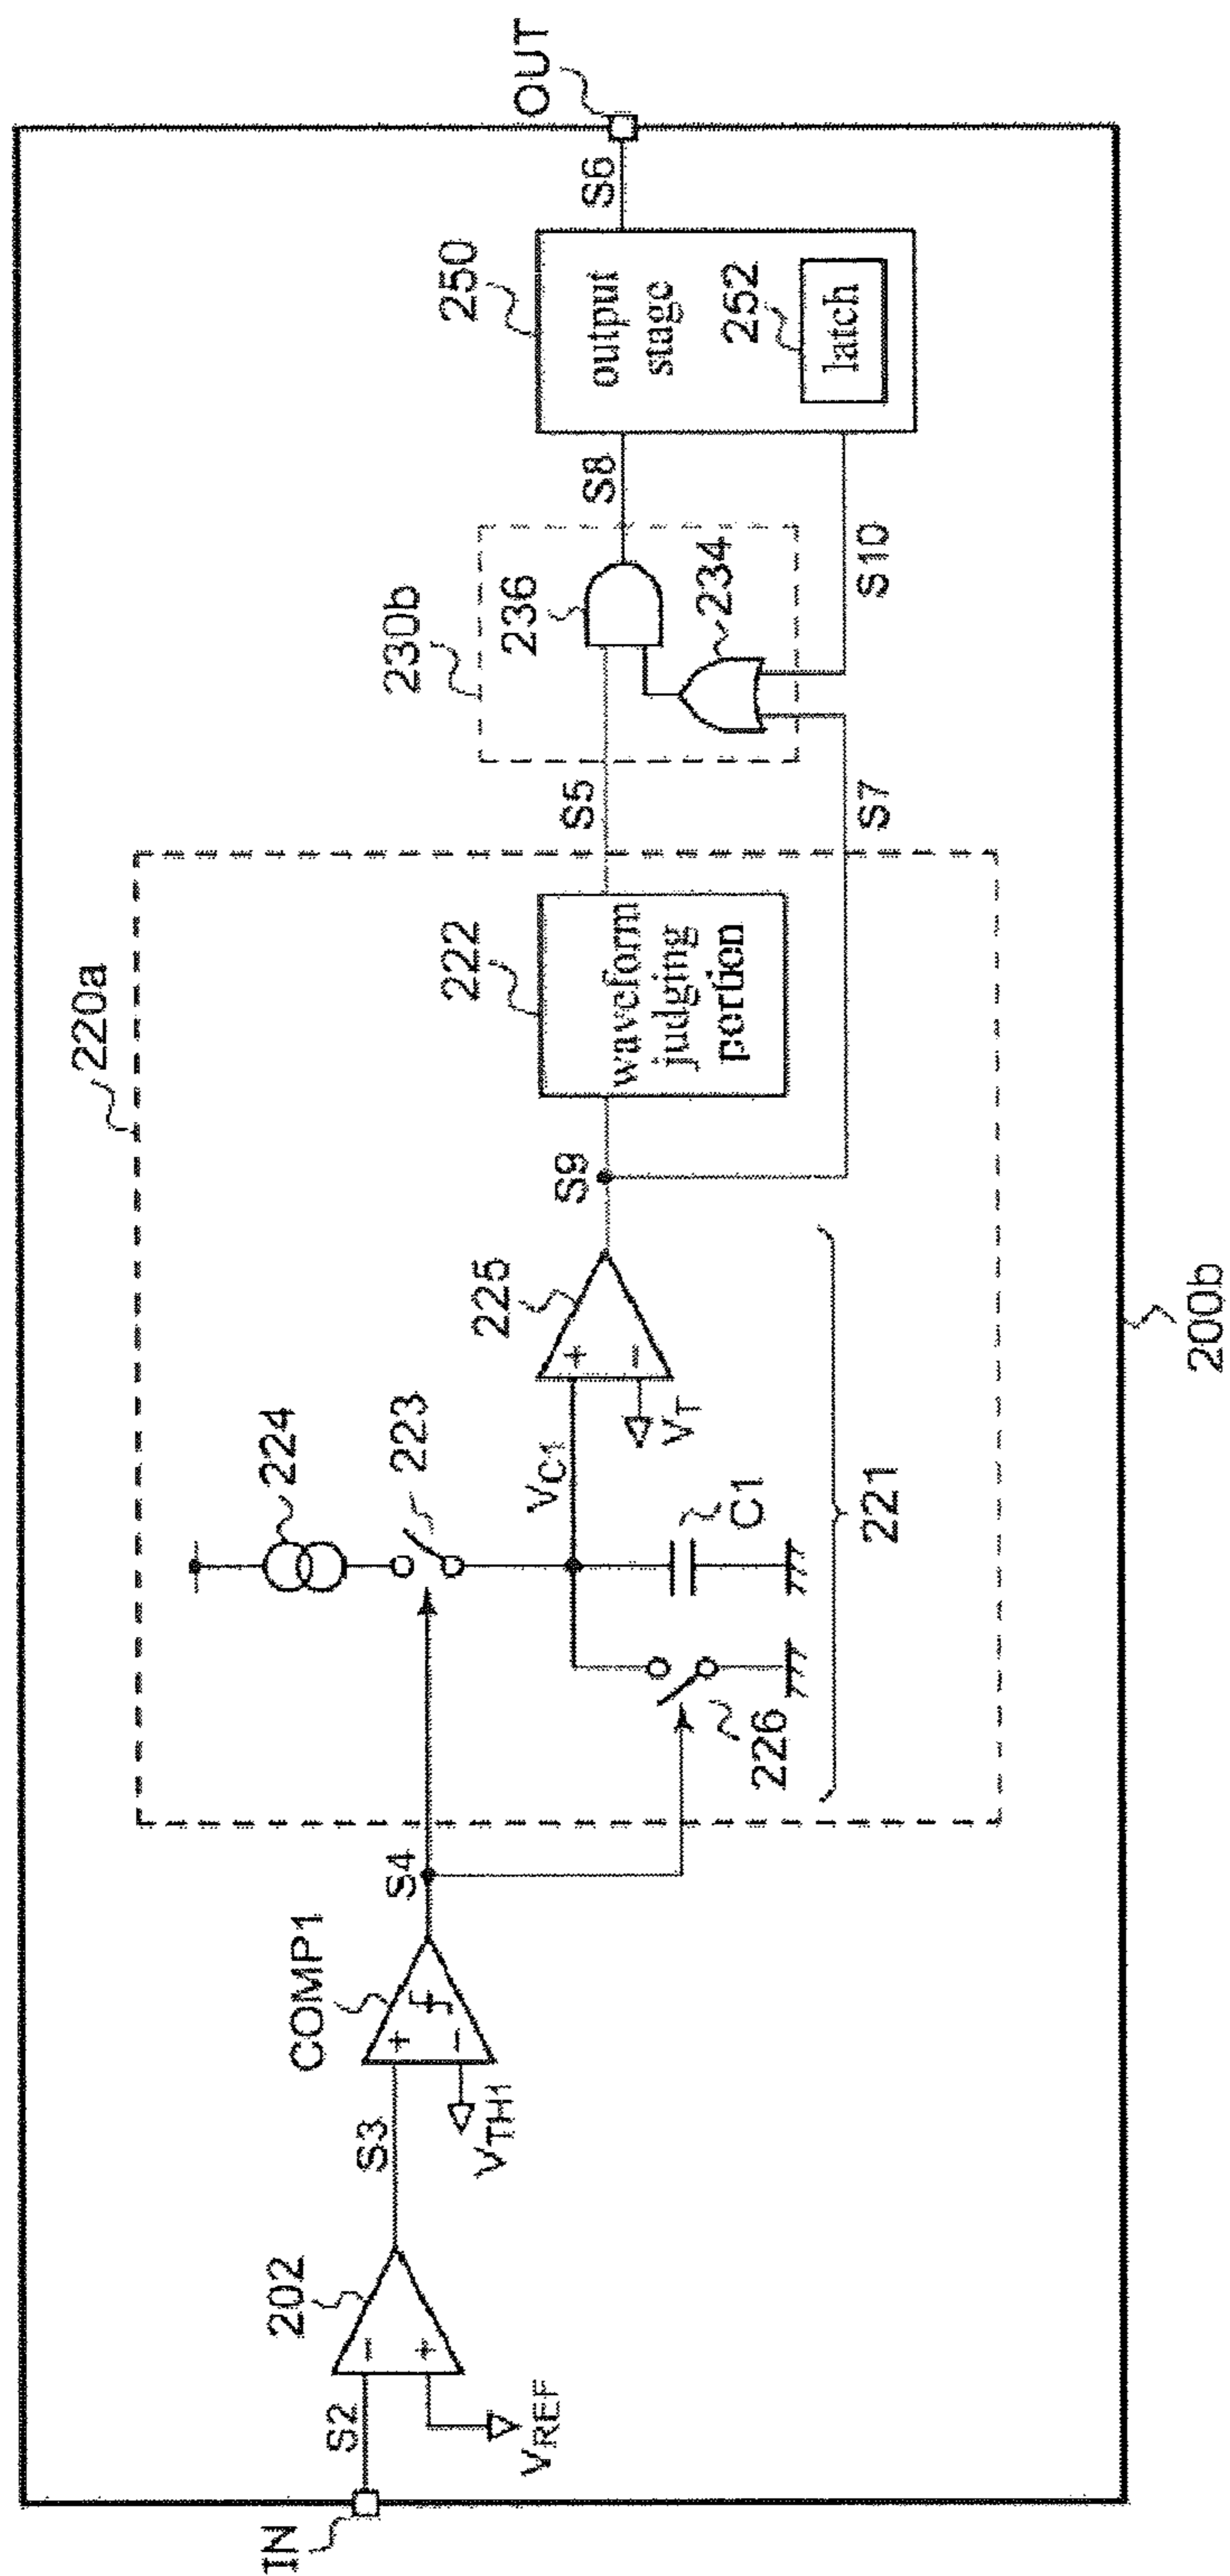 IN
S2
VREF
202
−
+
S3
VTH1
COMP1
+
−
S4
220a
224
223
226
VC1
C1
221
225
+
−
VT
S9
222
waveform
judging
portion
S5
S7
230b
236
234
S8
S10
250
output
stage
252
latch
S6
OUT
200b